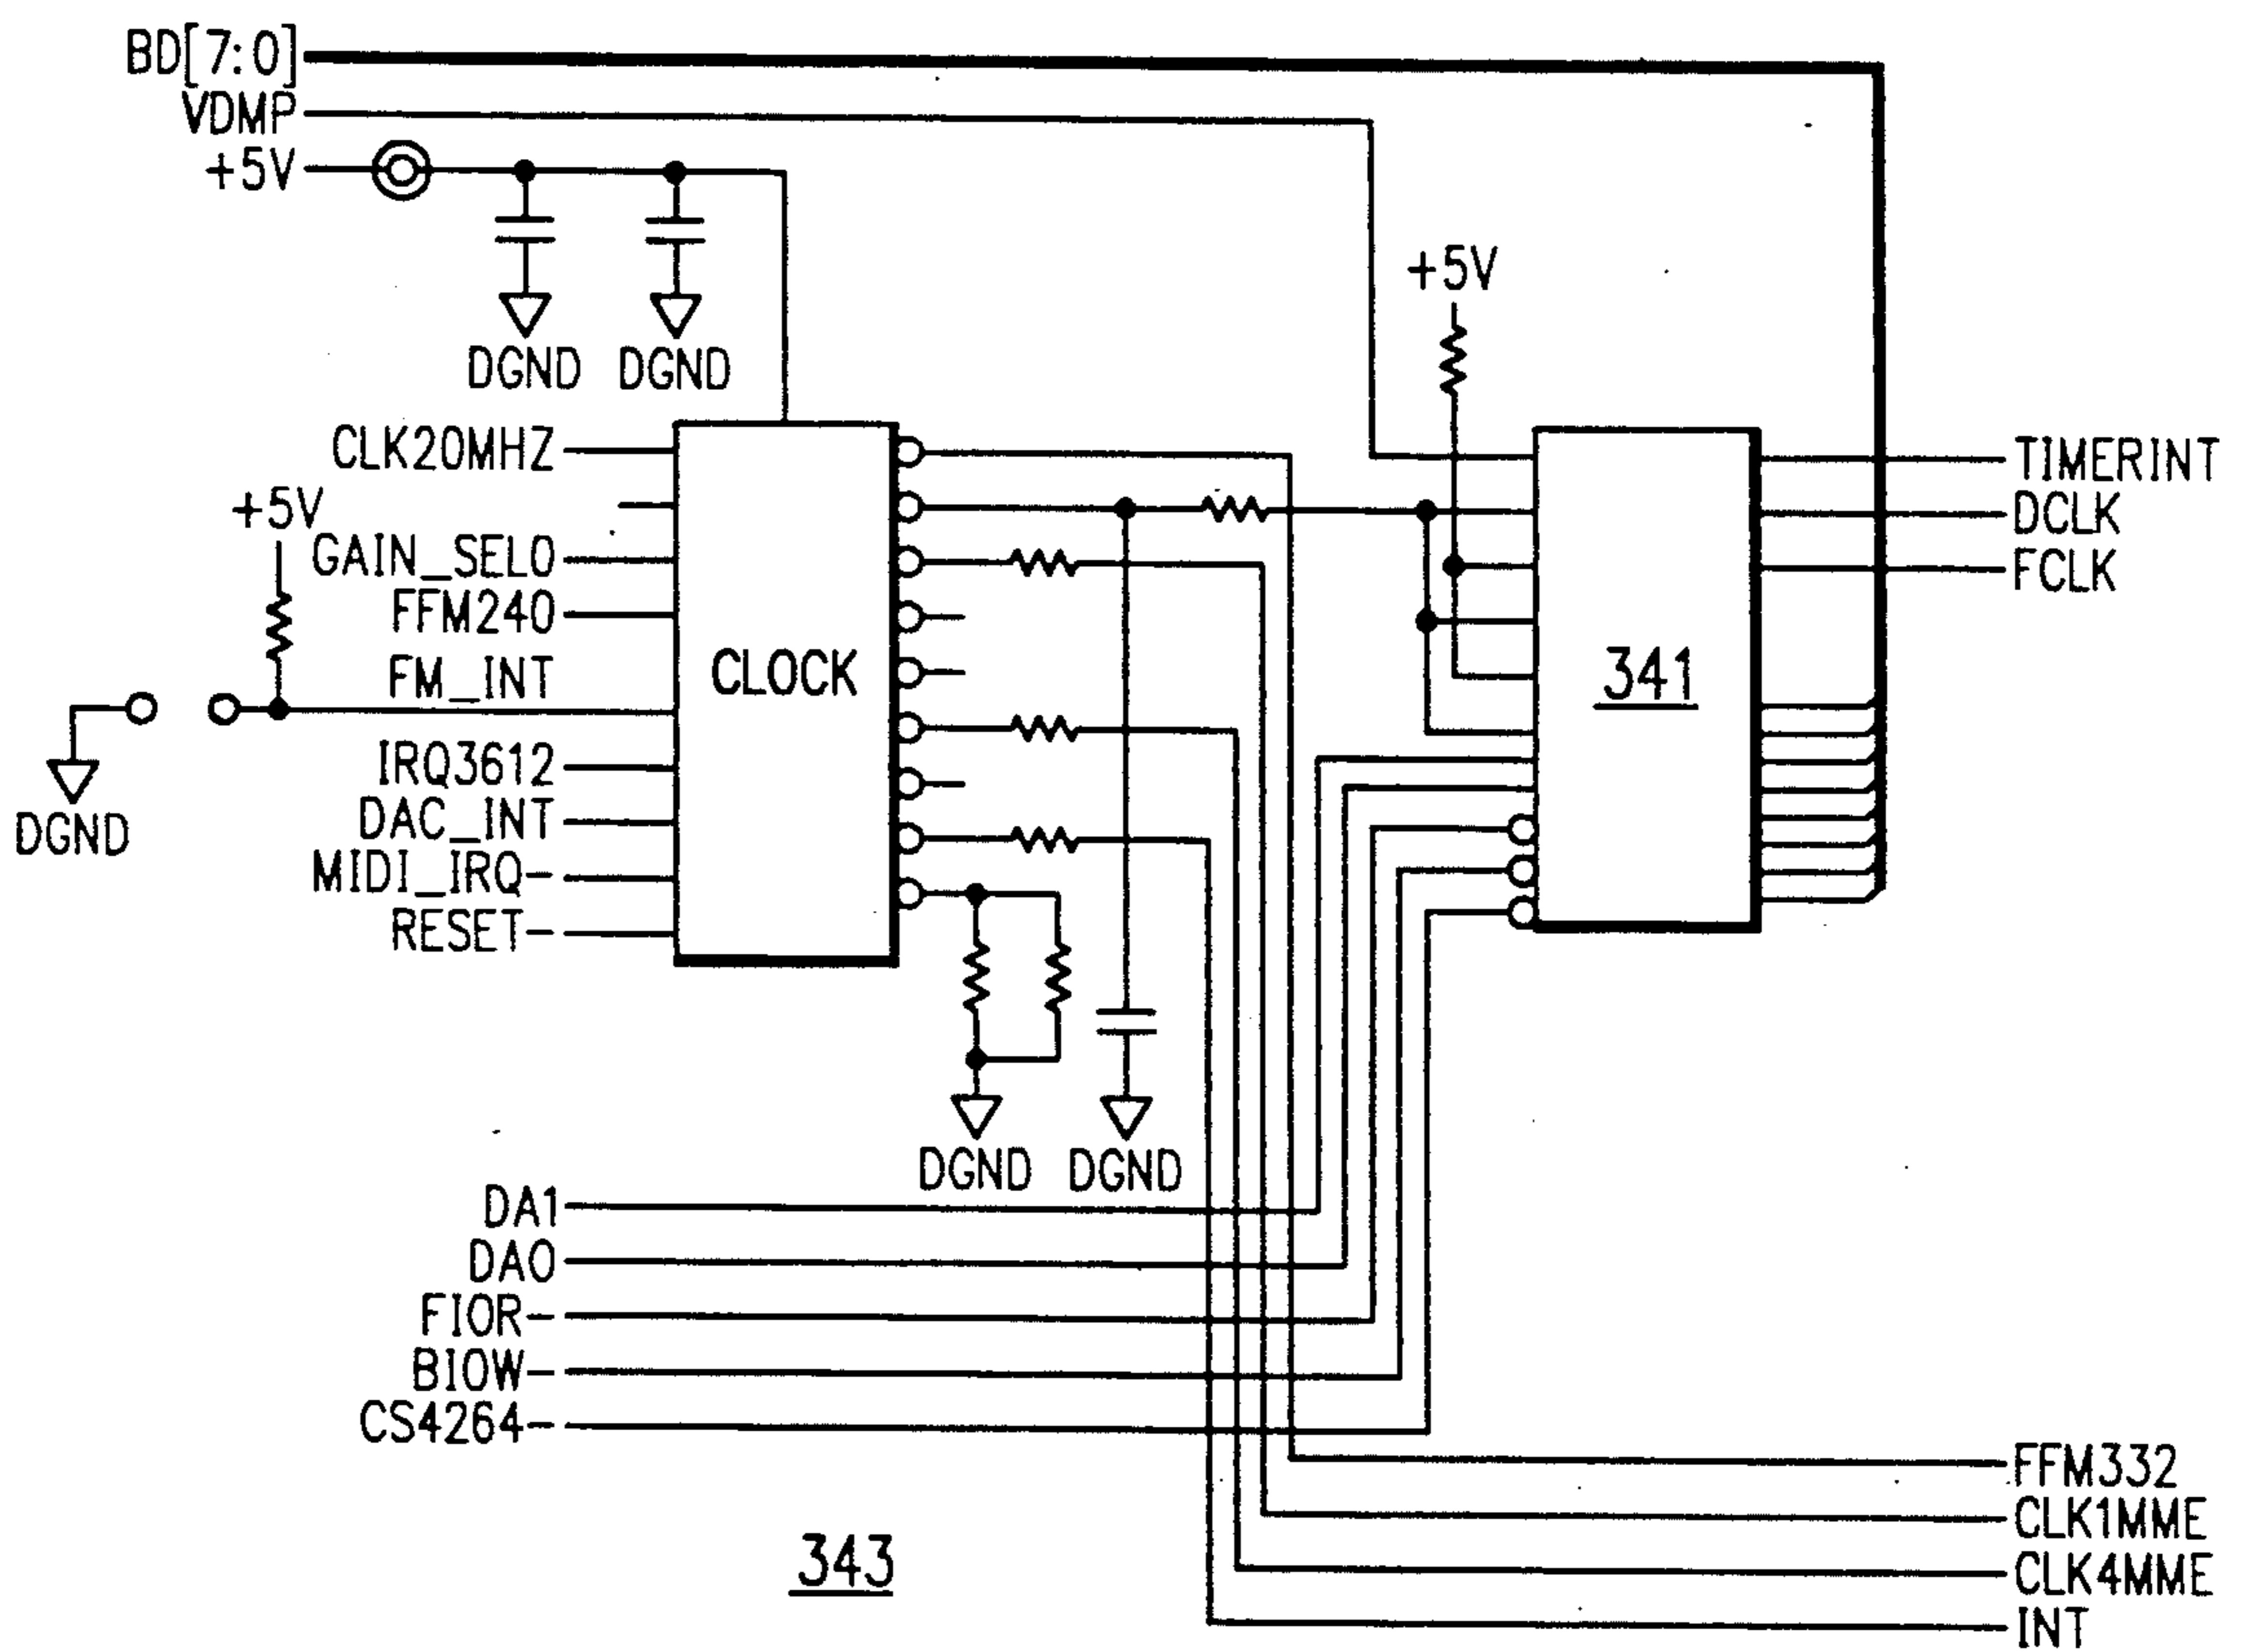 BD[7:0]
VDMP
+5V
DGND
DGND
+5V
CLK20MHZ
+5V
GAIN_SEL0
FFM240
FM_INT
CLOCK
341
IRQ3612
DAC_INT
MIDI_IRQ-
RESET-
DGND
TIMERINT
DCLK
FCLK
DGND
DGND
DA1
DA0
FIOR-
BIOW-
CS4264-
343
FFM332
CLK1MME
CLK4MME
INT